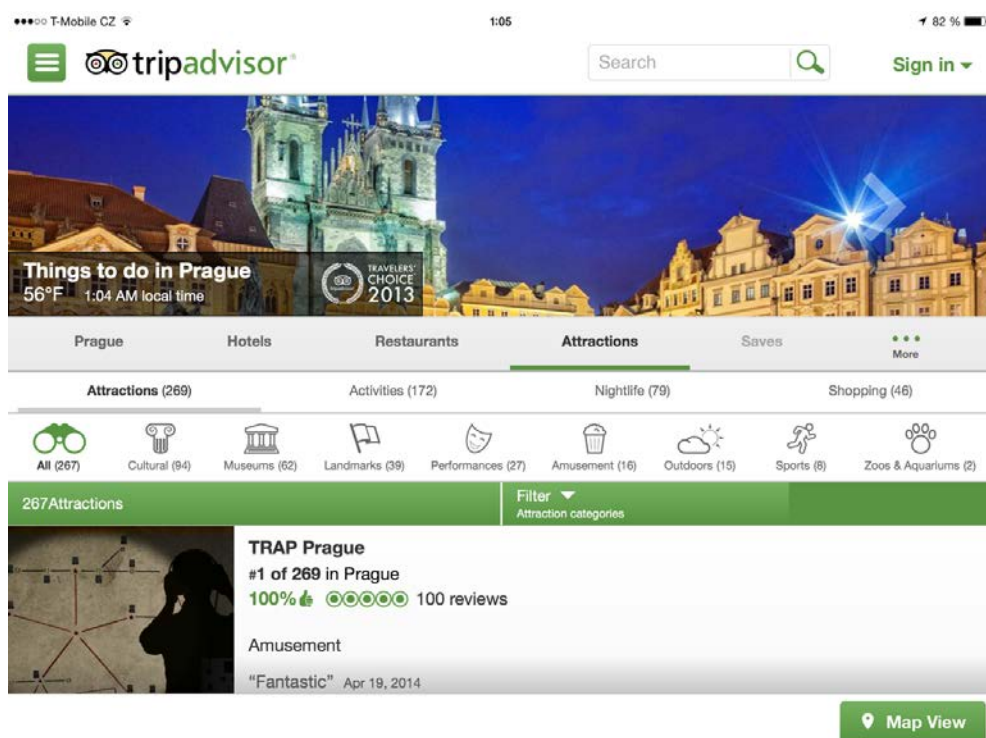 T-Mobile CZ 1:05 82 %
tripadvisor Search Sign in
Things to do in Prague
56°F 1:04 AM local time
TRAVELERS'
CHOICE
2013
Prague Hotels Restaurants Attractions Saves More
Attractions (269) Activities (172) Nightlife (79) Shopping (46)
All (267) Cultural (94) Museums (62) Landmarks (39) Performances (27) Amusement (16) Outdoors (15) Sports (8) Zoos & Aquariums (2)
267Attractions
Filter
Attraction categories
TRAP Prague
#1 of 269 in Prague
100% 100 reviews
Amusement
"Fantastic" Apr 19, 2014
Map View